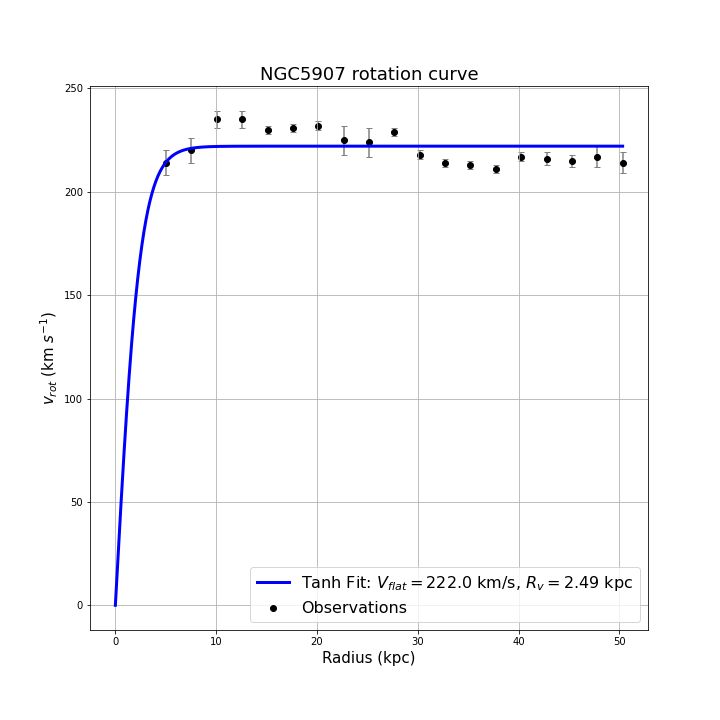 NGC5907 rotation curve
250
200
150
100
50
0
v_rot (km s⁻¹)
0 10 20 30 40 50
Radius (kpc)
Tanh Fit: V_flat = 222.0 km/s, R_v = 2.49 kpc
Observations